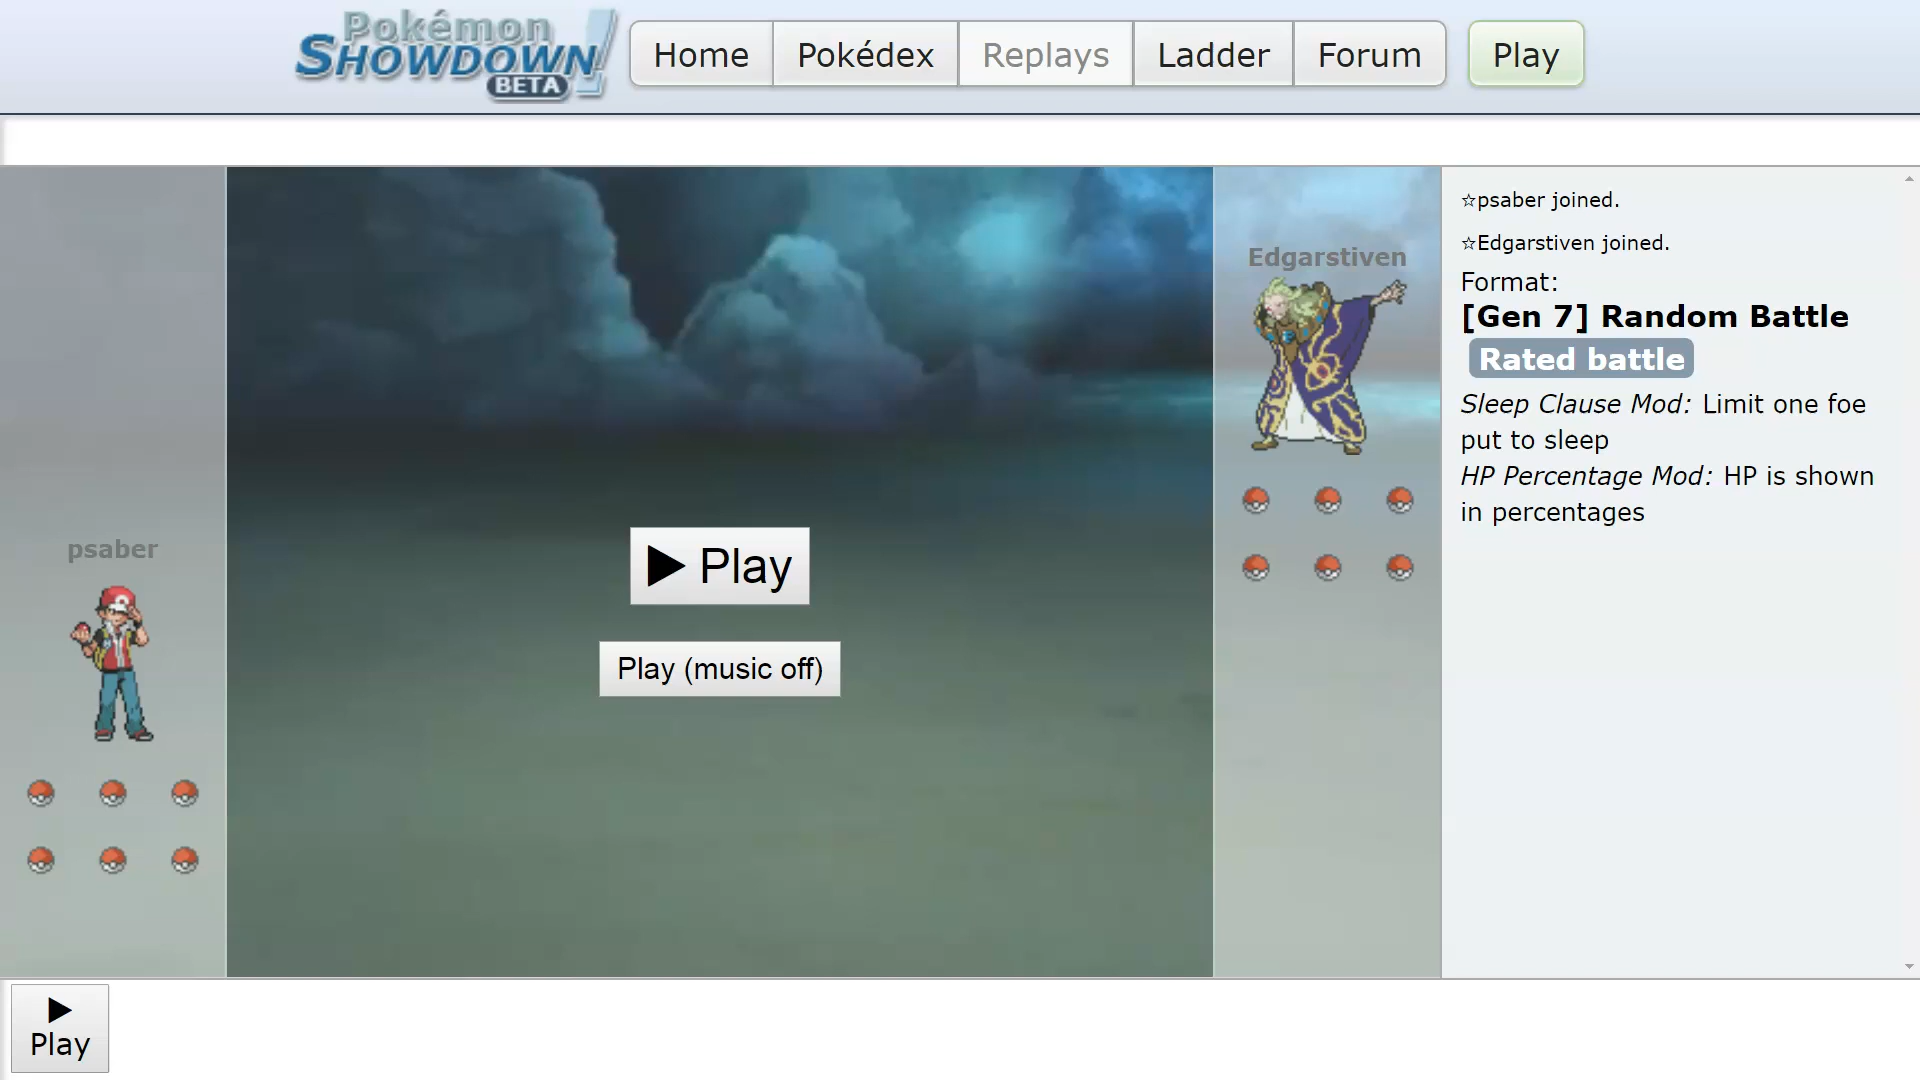 Pokémon
SHOWDOWN!
BETA
Home
Pokédex
Replays
Ladder
Forum
Play
psaber
▶ Play
Play (music off)
Edgarstiven
☆psaber joined.
☆Edgarstiven joined.
Format:
[Gen 7] Random Battle
Rated battle
Sleep Clause Mod: Limit one foe
put to sleep
HP Percentage Mod: HP is shown
in percentages
▶
Play